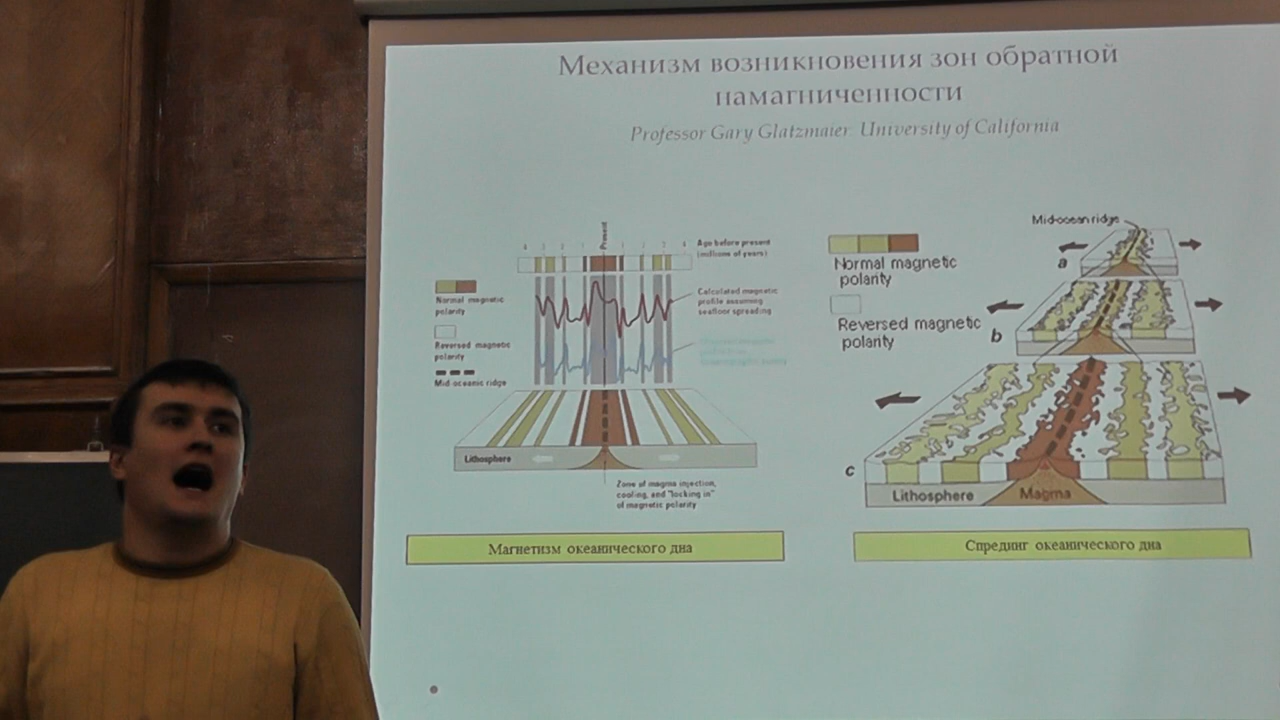 Механизм возникновения зон обратной
намагниченности
Professor Gary Glatzmaier. University of California
Present
Age before present
(millions of years)
Normal magnetic
polarity
Reversed magnetic
polarity
Mid-oceanic ridge
Calculated magnetic
profile assuming
seafloor spreading
Lithosphere
Zone of magma injection,
cooling, and "locking in"
of magnetic polarity
Магнетизм океанического дна
Mid-ocean ridge
Normal magnetic
polarity
Reversed magnetic
polarity
a
b
c
Lithosphere
Magma
Спрединг океанического дна